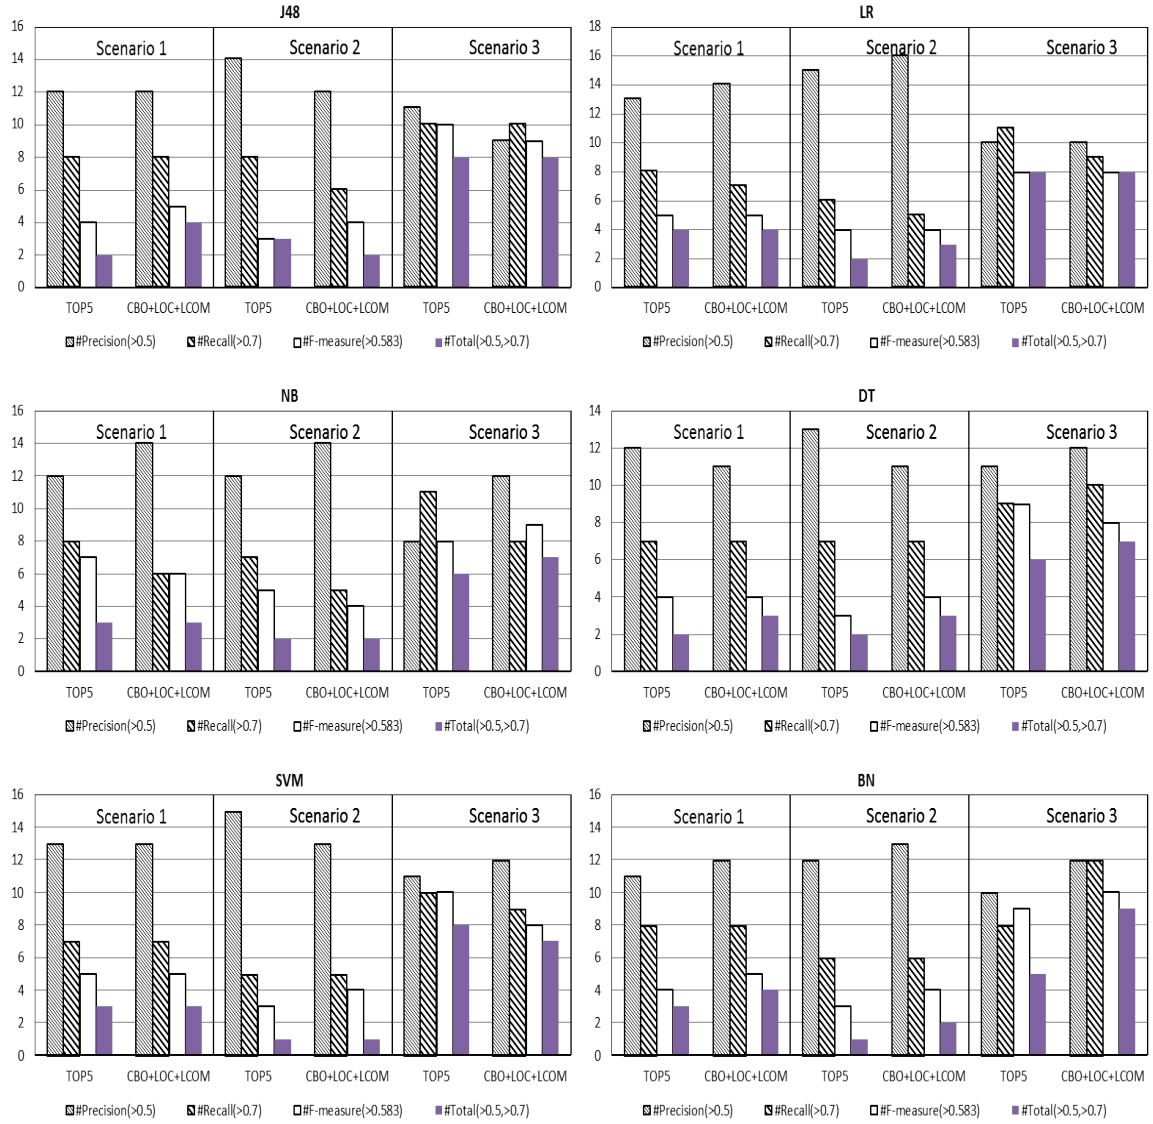 J48
16
14
12
10
8
6
4
2
0
Scenario 1 Scenario 2 Scenario 3
TOP5 CBO+LOC+LCOM TOP5 CBO+LOC+LCOM TOP5 CBO+LOC+LCOM
#Precision(>0.5) #Recall(>0.7) #F-measure(>0.583) #Total(>0.5,>0.7)
LR
18
16
14
12
10
8
6
4
2
0
Scenario 1 Scenario 2 Scenario 3
TOP5 CBO+LOC+LCOM TOP5 CBO+LOC+LCOM TOP5 CBO+LOC+LCOM
#Precision(>0.5) #Recall(>0.7) #F-measure(>0.583) #Total(>0.5,>0.7)
NB
16
14
12
10
8
6
4
2
0
Scenario 1 Scenario 2 Scenario 3
TOP5 CBO+LOC+LCOM TOP5 CBO+LOC+LCOM TOP5 CBO+LOC+LCOM
#Precision(>0.5) #Recall(>0.7) #F-measure(>0.583) #Total(>0.5,>0.7)
DT
14
12
10
8
6
4
2
0
Scenario 1 Scenario 2 Scenario 3
TOP5 CBO+LOC+LCOM TOP5 CBO+LOC+LCOM TOP5 CBO+LOC+LCOM
#Precision(>0.5) #Recall(>0.7) #F-measure(>0.583) #Total(>0.5,>0.7)
SVM
16
14
12
10
8
6
4
2
0
Scenario 1 Scenario 2 Scenario 3
TOP5 CBO+LOC+LCOM TOP5 CBO+LOC+LCOM TOP5 CBO+LOC+LCOM
#Precision(>0.5) #Recall(>0.7) #F-measure(>0.583) #Total(>0.5,>0.7)
BN
16
14
12
10
8
6
4
2
0
Scenario 1 Scenario 2 Scenario 3
TOP5 CBO+LOC+LCOM TOP5 CBO+LOC+LCOM TOP5 CBO+LOC+LCOM
#Precision(>0.5) #Recall(>0.7) #F-measure(>0.583) #Total(>0.5,>0.7)